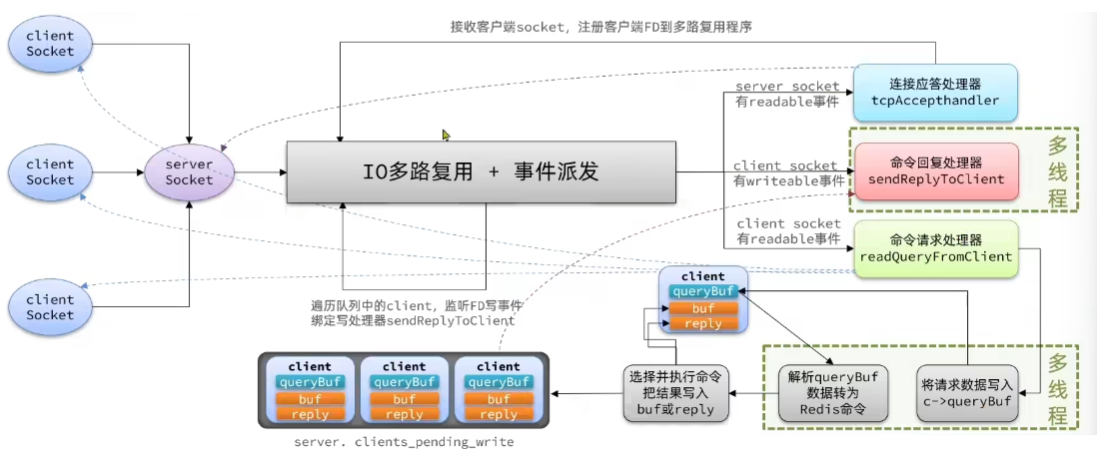 接收客户端socket，注册客户端FD到多路复用程序
client
Socket
client
Socket
client
Socket
server
Socket
IO多路复用 + 事件派发
server socket
有readable事件
连接应答处理器
tcpAccepthandler
client socket
有writeable事件
命令回复处理器
sendReplyToClient
多
线
程
client socket
有readable事件
命令请求处理器
readQueryFromClient
遍历队列中的client，监听FD写事件
绑定写处理器sendReplyToClient
client
queryBuf
buf
reply
client
queryBuf
buf
reply
client
queryBuf
buf
reply
client
queryBuf
buf
reply
server. clients_pending_write
选择并执行命令
把结果写入
buf或reply
解析queryBuf
数据转为
Redis命令
将请求数据写入
c->queryBuf
多
线
程